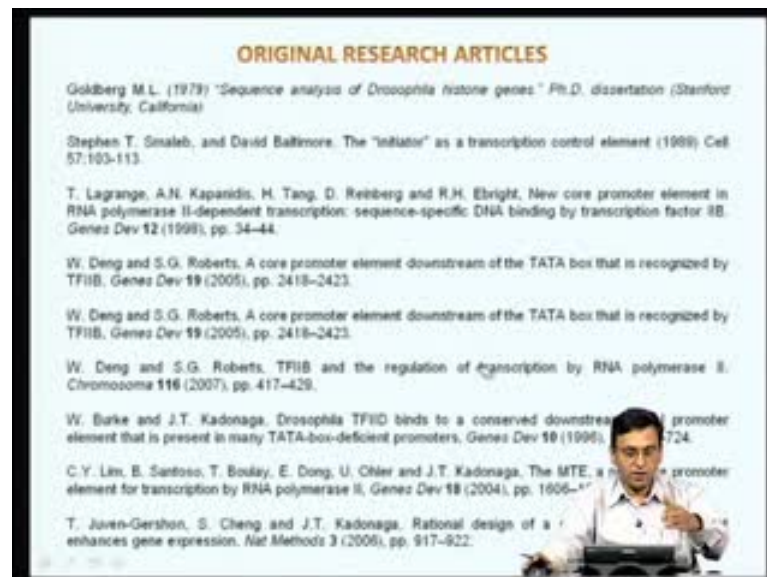 ORIGINAL RESEARCH ARTICLES
Goldberg M.L. (1979) "Sequence analysis of Drosophila histone genes." Ph.D. dissertation (Stanford
University, California)
Stephen T. Smaleb, and David Baltimore, The "initiator" as a transcription control element (1989) Cell
57:103-113.
T. Lagrange, A.N. Kapanidis, H. Tang, D. Reinberg and R.H. Ebright, New core promoter element in
RNA polymerase II-dependent transcription: sequence-specific DNA binding by transcription factor IIB,
Genes Dev 12 (1998), pp. 34–44.
W. Deng and S.G. Roberts, A core promoter element downstream of the TATA box that is recognized by
TFIIB, Genes Dev 19 (2005), pp. 2418–2423.
W. Deng and S.G. Roberts, A core promoter element downstream of the TATA box that is recognized by
TFIIB, Genes Dev 19 (2005), pp. 2418–2423.
W. Deng and S.G. Roberts, TFIIB and the regulation of transcription by RNA polymerase II,
Chromosoma 116 (2007), pp. 417–429.
W. Burke and J.T. Kadonaga, Drosophila TFIID binds to a conserved downstream promoter
element that is present in many TATA-box-deficient promoters, Genes Dev 10 (1996), 724.
C.Y. Lim, B. Santoso, T. Boulay, E. Dong, U. Ohler and J.T. Kadonaga, The MTE, a promoter
element for transcription by RNA polymerase II, Genes Dev 18 (2004), pp. 1606–
T. Juven-Gershon, S. Cheng and J.T. Kadonaga, Rational design of a
enhances gene expression, Nat Methods 3 (2006), pp. 917–922.